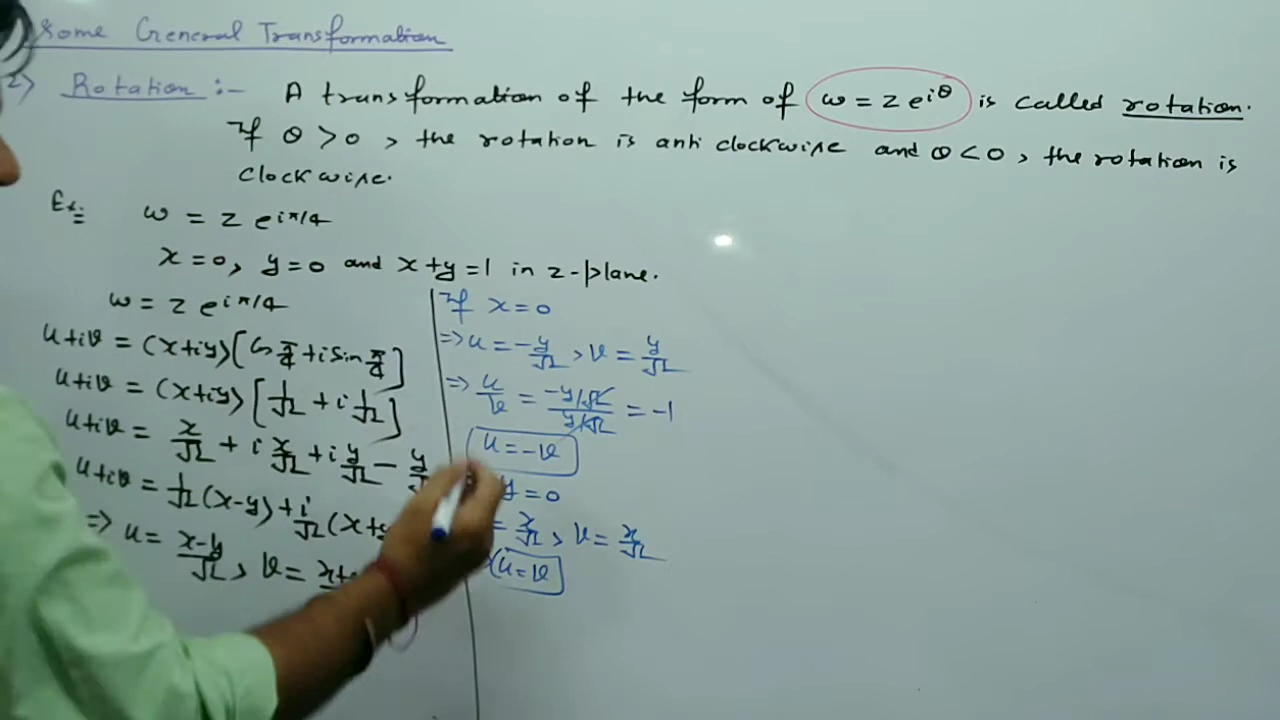 Some General Transformation
2) Rotation :- A transformation of the form of w = z e^{iθ} is called rotation.
If θ > 0, the rotation is anti clockwise and θ < 0, the rotation is
clockwise.
Ex:
w = z e^{iπ/4}
x = 0, y = 0 and x+y = 1 in z-plane.
w = z e^{iπ/4}
u+iv = (x+iy)[Cos π/4 + i Sin π/4]
u+iv = (x+iy)[1/√2 + i 1/√2]
u+iv = x/√2 + i x/√2 + i y/√2 - y/√
u+iv = 1/√2 (x-y) + i/√2 (x+y
=> u = x-y/√2, v = x+
If x = 0
=> u = -y/√2, v = y/√2
=> u/v = -y/√2 / y/√2 = -1
u = -v
y = 0
= x/√2, v = x/√2
u = v